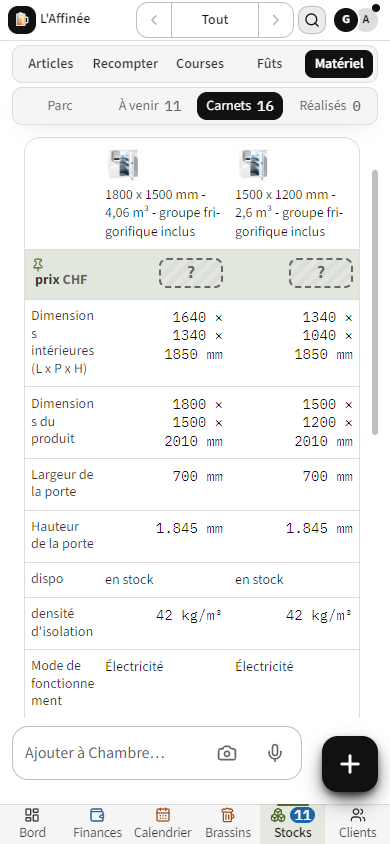 L'Affinée
Tout
G
A
Articles
Recompter
Courses
Fûts
Matériel
Parc
À venir 11
Carnets 16
Réalisés 0
1800 x 1500 mm -
4,06 m³ - groupe fri-
gorifique inclus
1500 x 1200 mm -
2,6 m³ - groupe fri-
gorifique inclus
prix CHF
?
?
Dimension
s
intérieures
(L x P x H)
1640 ×
1340 ×
1850 mm
1340 ×
1040 ×
1850 mm
Dimension
s du
produit
1800 ×
1500 ×
2010 mm
1500 ×
1200 ×
2010 mm
Largeur de
la porte
700 mm
700 mm
Hauteur
de la porte
1.845 mm
1.845 mm
dispo
en stock
en stock
densité
d'isolation
42 kg/m³
42 kg/m³
Mode de
fonctionne
ment
Électricité
Électricité
Ajouter à Chambre…
Bord
Finances
Calendrier
Brassins
11
Stocks
Clients